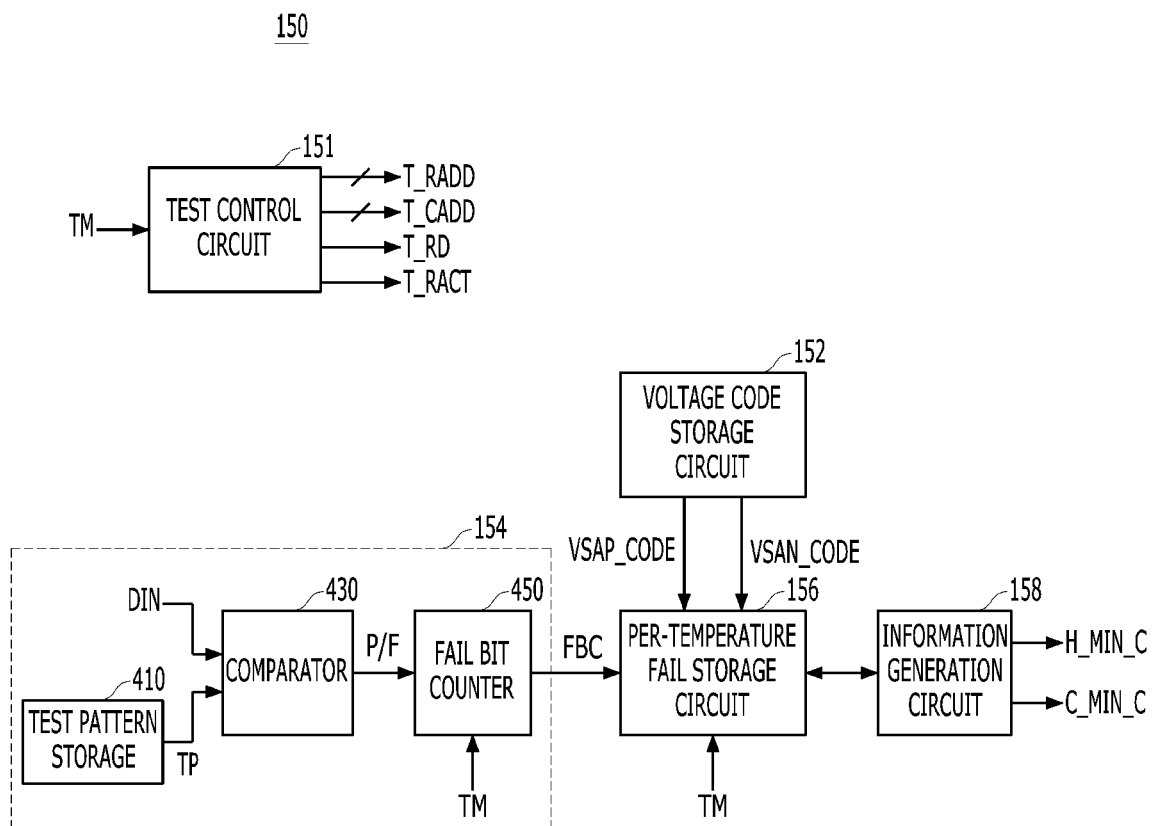 150
151
TM
TEST CONTROL
CIRCUIT
T_RADD
T_CADD
T_RD
T_RACT
152
VOLTAGE CODE
STORAGE
CIRCUIT
VSAP_CODE
VSAN_CODE
154
DIN
430
COMPARATOR
410
TEST PATTERN
STORAGE
TP
P/F
450
FAIL BIT
COUNTER
TM
FBC
156
PER-TEMPERATURE
FAIL STORAGE
CIRCUIT
TM
158
INFORMATION
GENERATION
CIRCUIT
H_MIN_C
C_MIN_C